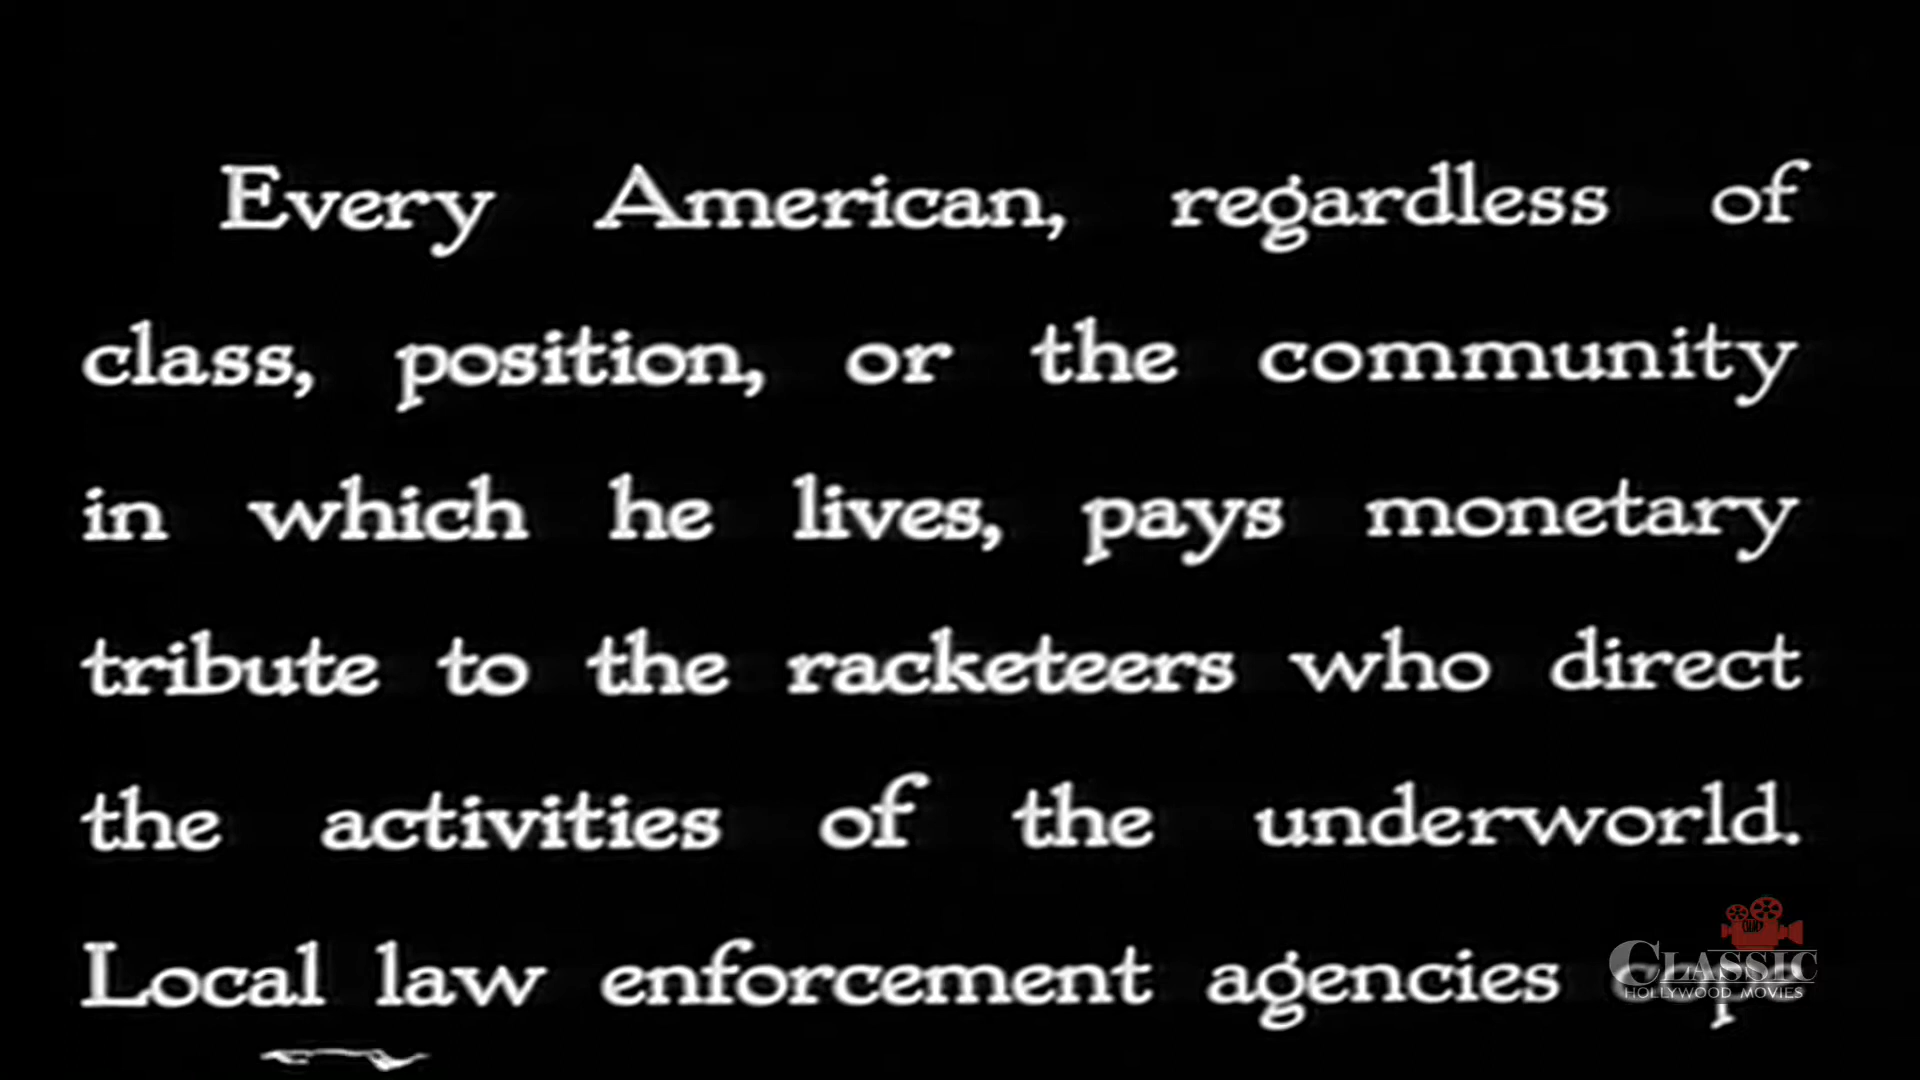 Every American, regardless of
class, position, or the community
in which he lives, pays monetary
tribute to the racketeers who direct
the activities of the underworld.
Local law enforcement agencies
CLASSIC
HOLLYWOOD MOVIES